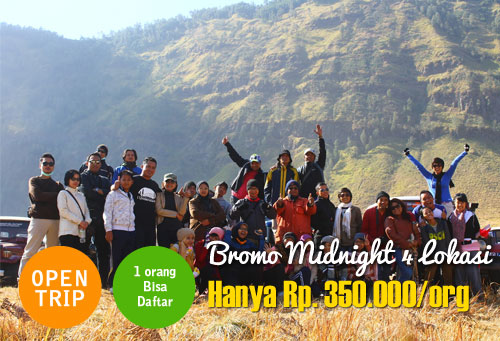 Bromo Midnight 4 Lokasi
Hanya Rp. 350.000/org
OPEN
TRIP
1 orang
Bisa
Daftar